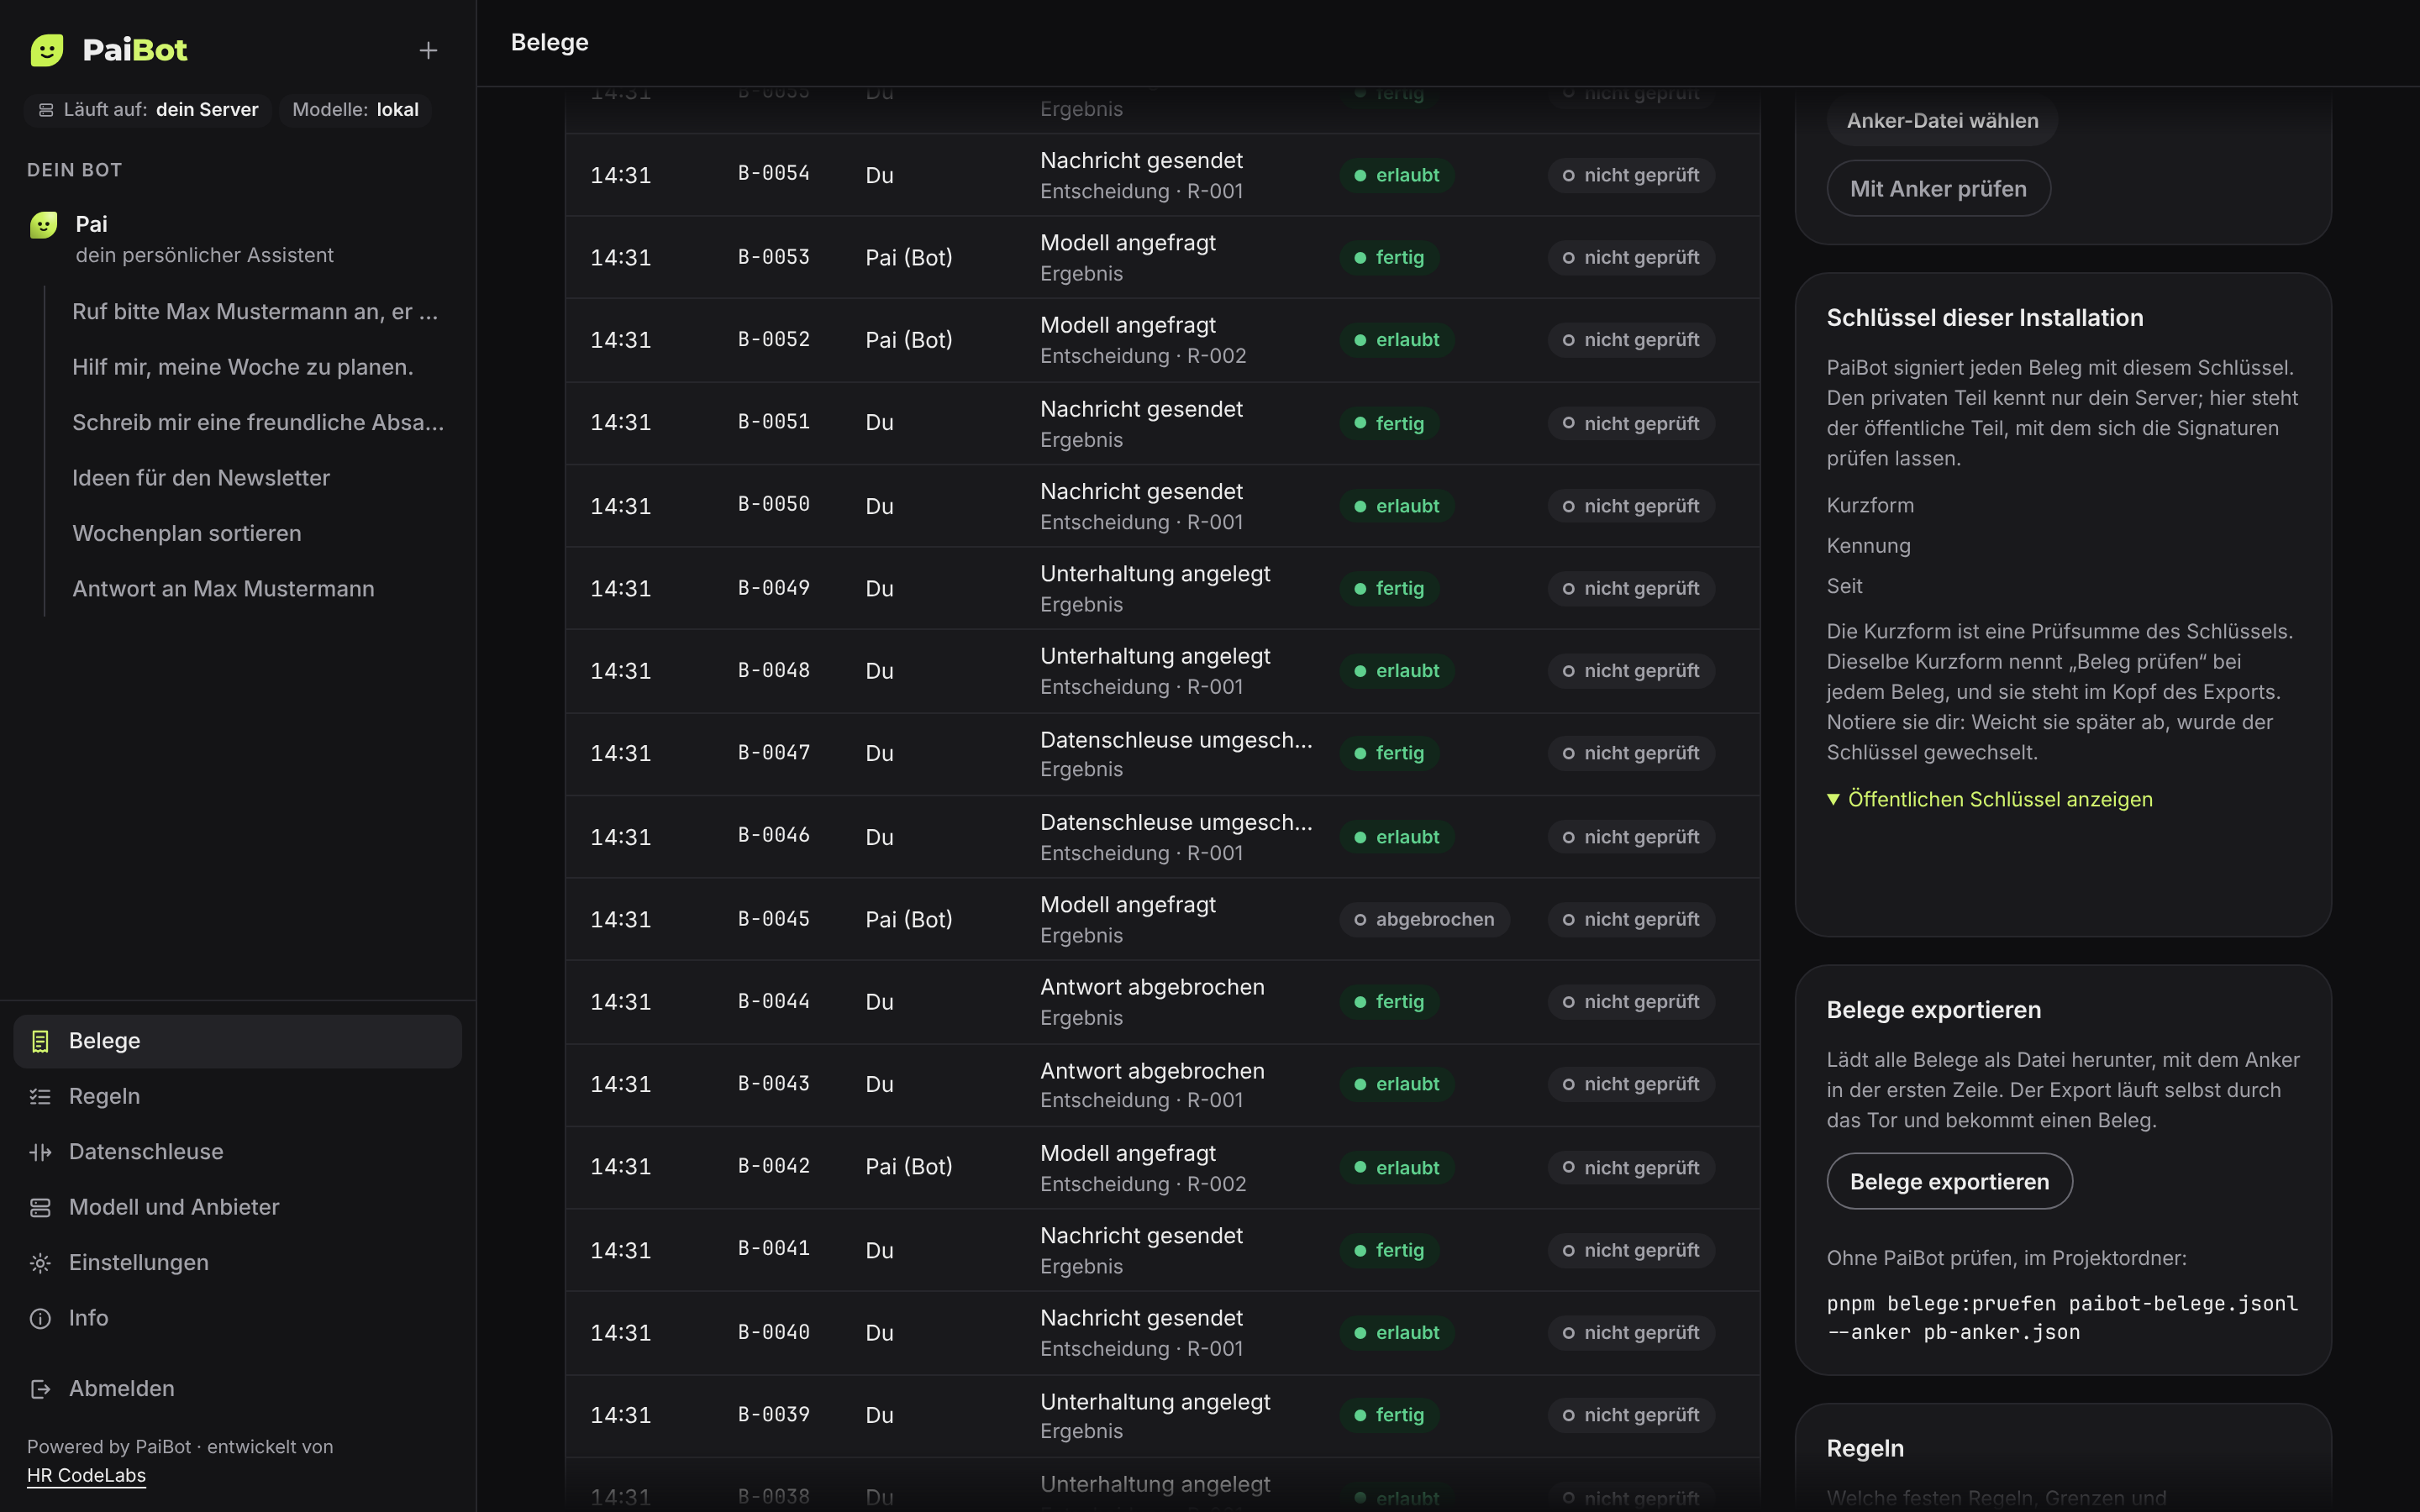 PaiBot
Läuft auf: dein Server
Modelle: lokal
DEIN BOT
Pai
dein persönlicher Assistent
Ruf bitte Max Mustermann an, er ...
Hilf mir, meine Woche zu planen.
Schreib mir eine freundliche Absa...
Ideen für den Newsletter
Wochenplan sortieren
Antwort an Max Mustermann
Belege
Regeln
Datenschleuse
Modell und Anbieter
Einstellungen
Info
Abmelden
Powered by PaiBot · entwickelt von
HR CodeLabs
Belege
14:31 B-0055 Du fertig nicht geprüft
Ergebnis
14:31 B-0054 Du Nachricht gesendet erlaubt nicht geprüft
Entscheidung · R-001
14:31 B-0053 Pai (Bot) Modell angefragt fertig nicht geprüft
Ergebnis
14:31 B-0052 Pai (Bot) Modell angefragt erlaubt nicht geprüft
Entscheidung · R-002
14:31 B-0051 Du Nachricht gesendet fertig nicht geprüft
Ergebnis
14:31 B-0050 Du Nachricht gesendet erlaubt nicht geprüft
Entscheidung · R-001
14:31 B-0049 Du Unterhaltung angelegt fertig nicht geprüft
Ergebnis
14:31 B-0048 Du Unterhaltung angelegt erlaubt nicht geprüft
Entscheidung · R-001
14:31 B-0047 Du Datenschleuse umgesch... fertig nicht geprüft
Ergebnis
14:31 B-0046 Du Datenschleuse umgesch... erlaubt nicht geprüft
Entscheidung · R-001
14:31 B-0045 Pai (Bot) Modell angefragt abgebrochen nicht geprüft
Ergebnis
14:31 B-0044 Du Antwort abgebrochen fertig nicht geprüft
Ergebnis
14:31 B-0043 Du Antwort abgebrochen erlaubt nicht geprüft
Entscheidung · R-001
14:31 B-0042 Pai (Bot) Modell angefragt erlaubt nicht geprüft
Entscheidung · R-002
14:31 B-0041 Du Nachricht gesendet fertig nicht geprüft
Ergebnis
14:31 B-0040 Du Nachricht gesendet erlaubt nicht geprüft
Entscheidung · R-001
14:31 B-0039 Du Unterhaltung angelegt fertig nicht geprüft
Ergebnis
14:31 B-0038 Du Unterhaltung angelegt erlaubt nicht geprüft
Anker-Datei wählen
Mit Anker prüfen
Schlüssel dieser Installation
PaiBot signiert jeden Beleg mit diesem Schlüssel.
Den privaten Teil kennt nur dein Server; hier steht
der öffentliche Teil, mit dem sich die Signaturen
prüfen lassen.
Kurzform
Kennung
Seit
Die Kurzform ist eine Prüfsumme des Schlüssels.
Dieselbe Kurzform nennt „Beleg prüfen“ bei
jedem Beleg, und sie steht im Kopf des Exports.
Notiere sie dir: Weicht sie später ab, wurde der
Schlüssel gewechselt.
▼ Öffentlichen Schlüssel anzeigen
Belege exportieren
Lädt alle Belege als Datei herunter, mit dem Anker
in der ersten Zeile. Der Export läuft selbst durch
das Tor und bekommt einen Beleg.
Belege exportieren
Ohne PaiBot prüfen, im Projektordner:
pnpm belege:pruefen paibot-belege.jsonl
--anker pb-anker.json
Regeln
Welche festen Regeln, Grenzen und